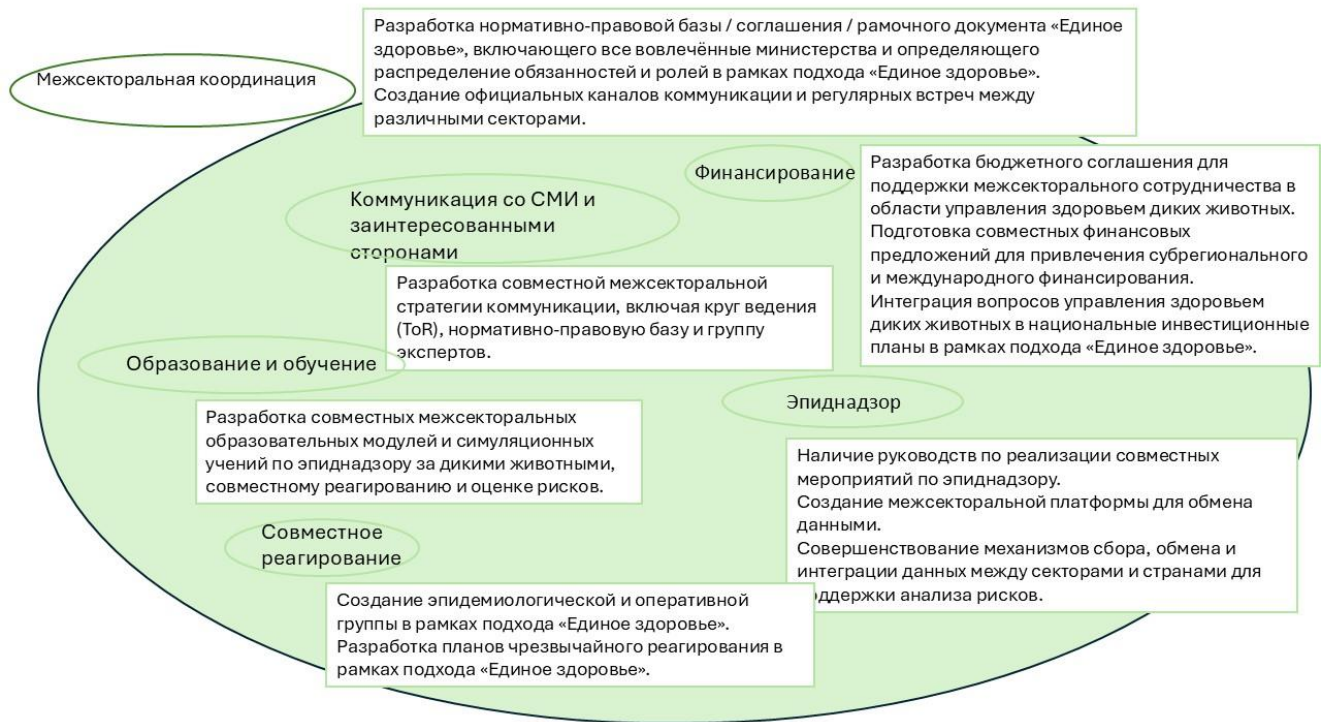 Межсекторальная координация
Разработка нормативно-правовой базы / соглашения / рамочного документа «Единое
здоровье», включающего все вовлечённые министерства и определяющего
распределение обязанностей и ролей в рамках подхода «Единое здоровье».
Создание официальных каналов коммуникации и регулярных встреч между
различными секторами.
Финансирование
Разработка бюджетного соглашения для
поддержки межсекторального сотрудничества в
области управления здоровьем диких животных.
Подготовка совместных финансовых
предложений для привлечения субрегионального
и международного финансирования.
Интеграция вопросов управления здоровьем
диких животных в национальные инвестиционные
планы в рамках подхода «Единое здоровье».
Коммуникация со СМИ и
заинтересованными
сторонами
Разработка совместной межсекторальной
стратегии коммуникации, включая круг ведения
(ToR), нормативно-правовую базу и группу
экспертов.
Образование и обучение
Разработка совместных межсекторальных
образовательных модулей и симуляционных
учений по эпиднадзору за дикими животными,
совместному реагированию и оценке рисков.
Эпиднадзор
Наличие руководств по реализации совместных
мероприятий по эпиднадзору.
Создание межсекторальной платформы для обмена
данными.
Совершенствование механизмов сбора, обмена и
интеграции данных между секторами и странами для
поддержки анализа рисков.
Совместное
реагирование
Создание эпидемиологической и оперативной
группы в рамках подхода «Единое здоровье».
Разработка планов чрезвычайного реагирования в
рамках подхода «Единое здоровье».